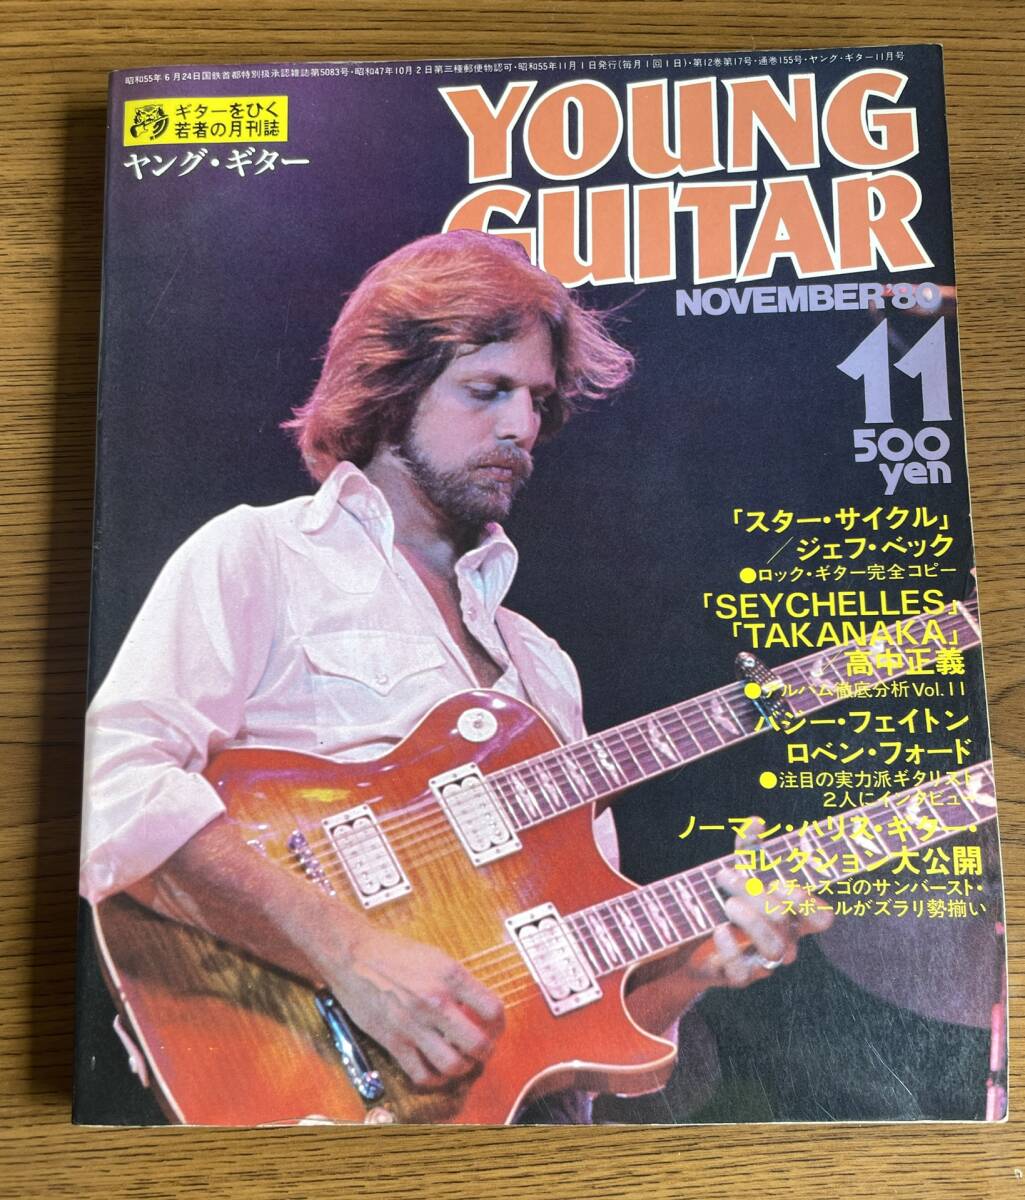 昭和55年6月24日国鉄首都特別扱承認雑誌第5083号・昭和47年10月2日第三種郵便物認可・昭和55年11月1日発行(毎月1回1日)・第12巻第17号・通巻155号・ヤング・ギター11月号
ギターをひく
若者の月刊誌
ヤング・ギター
YOUNG
GUITAR
NOVEMBER'80
11
500
yen
「スター・サイクル」
／ジェフ・ベック
●ロック・ギター完全コピー
「SEYCHELLES」
「TAKANAKA」
／高中正義
●アルバム徹底分析Vol.11
バジー・フェイトン
ロベン・フォード
●注目の実力派ギタリスト
2人にインタビュー
ノーマン・ハリス・ギター・
コレクション大公開
●メチャスゴのサンバースト・
レスポールがズラリ勢揃い